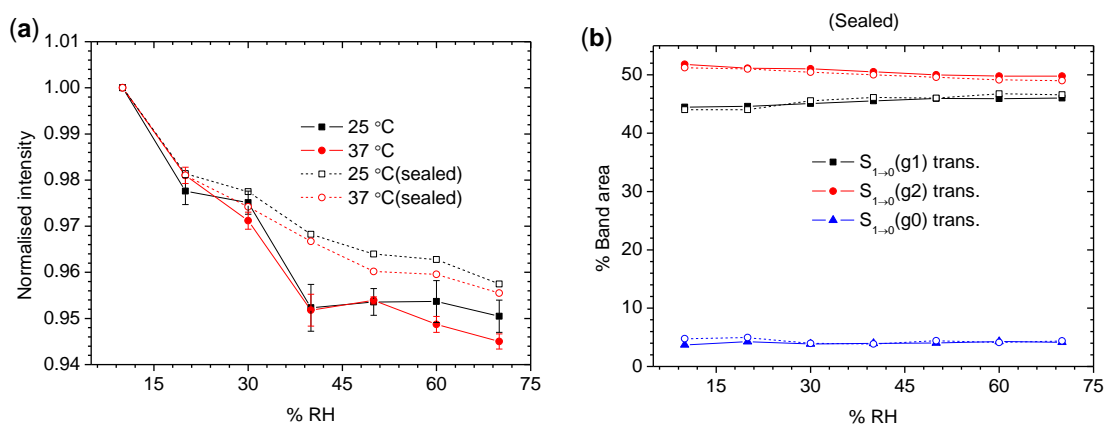 (a)
1.01
1.00
0.99
0.98
0.97
0.96
0.95
0.94
Normalised intensity
25 °C
37 °C
25 °C(sealed)
37 °C(sealed)
15 30 45 60 75
% RH
(Sealed)
(b)
50
40
30
20
10
0
% Band area
S1→0(g1) trans.
S1→0(g2) trans.
S1→0(g0) trans.
15 30 45 60 75
% RH